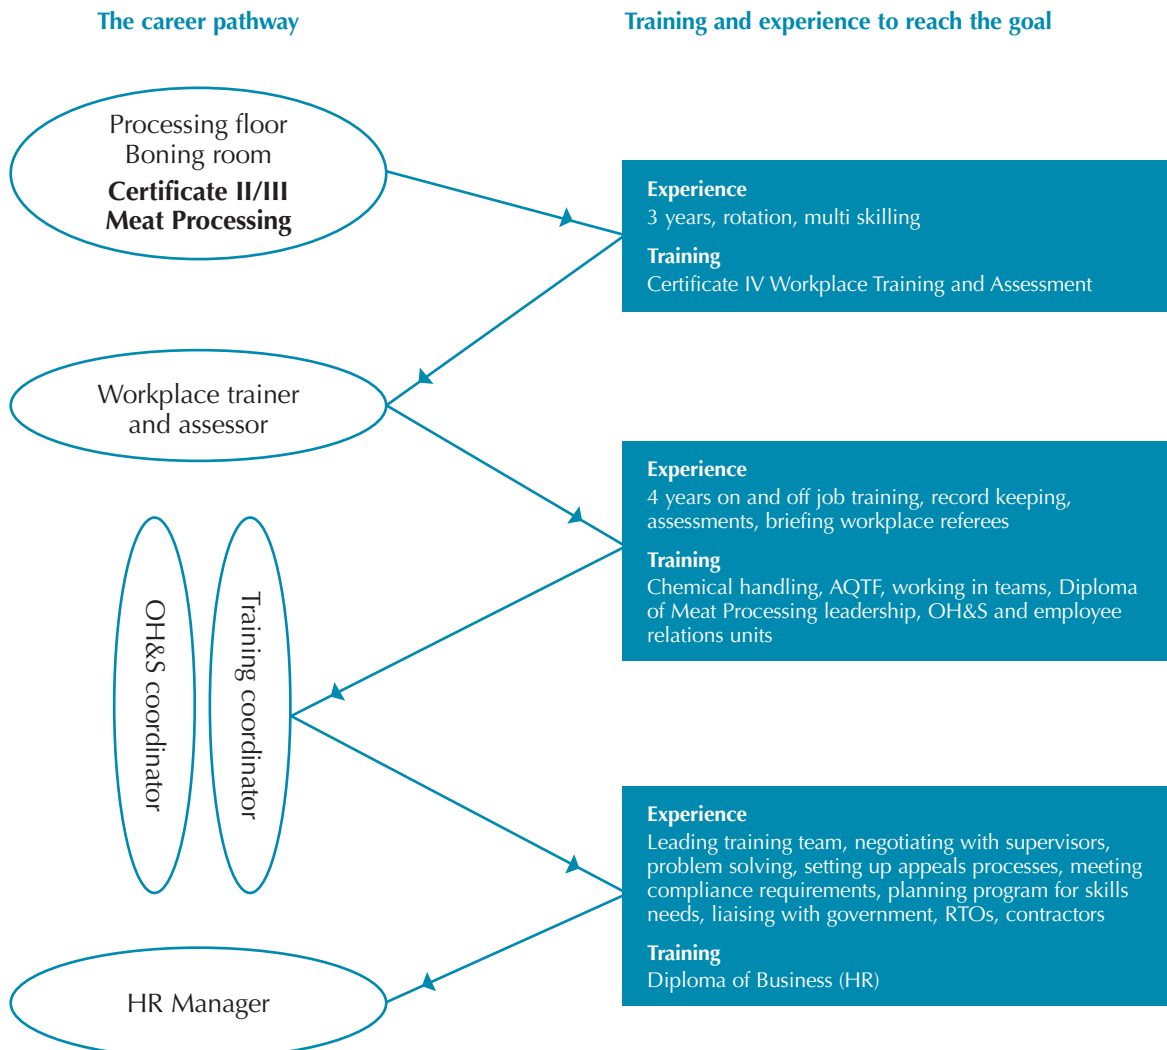 The career pathway
Training and experience to reach the goal
Processing floor
Boning room
Certificate II/III
Meat Processing
Experience
3 years, rotation, multi skilling
Training
Certificate IV Workplace Training and Assessment
Workplace trainer
and assessor
Experience
4 years on and off job training, record keeping,
assessments, briefing workplace referees
Training
Chemical handling, AQTF, working in teams, Diploma
of Meat Processing leadership, OH&S and employee
relations units
OH&S coordinator
Training coordinator
Experience
Leading training team, negotiating with supervisors,
problem solving, setting up appeals processes, meeting
compliance requirements, planning program for skills
needs, liaising with government, RTOs, contractors
Training
Diploma of Business (HR)
HR Manager